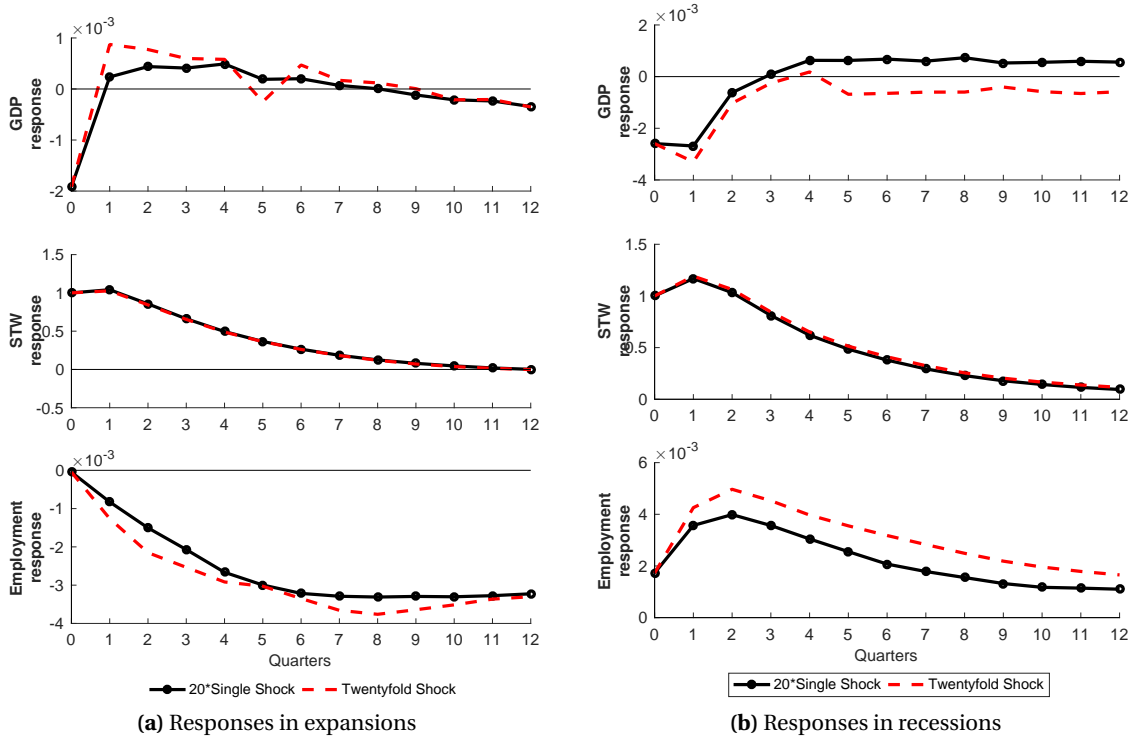 ×10-3
1
0
-1
-2
GDP
response
0 1 2 3 4 5 6 7 8 9 10 11 12
1.5
1
0.5
0
-0.5
STW
response
0 1 2 3 4 5 6 7 8 9 10 11 12
×10-3
0
-1
-2
-3
-4
Employment
response
0 1 2 3 4 5 6 7 8 9 10 11 12
Quarters
20*Single Shock Twentyfold Shock
(a) Responses in expansions
×10-3
2
0
-2
-4
GDP
response
0 1 2 3 4 5 6 7 8 9 10 11 12
1.5
1
0.5
0
STW
response
0 1 2 3 4 5 6 7 8 9 10 11 12
×10-3
6
4
2
0
Employment
response
0 1 2 3 4 5 6 7 8 9 10 11 12
Quarters
20*Single Shock Twentyfold Shock
(b) Responses in recessions